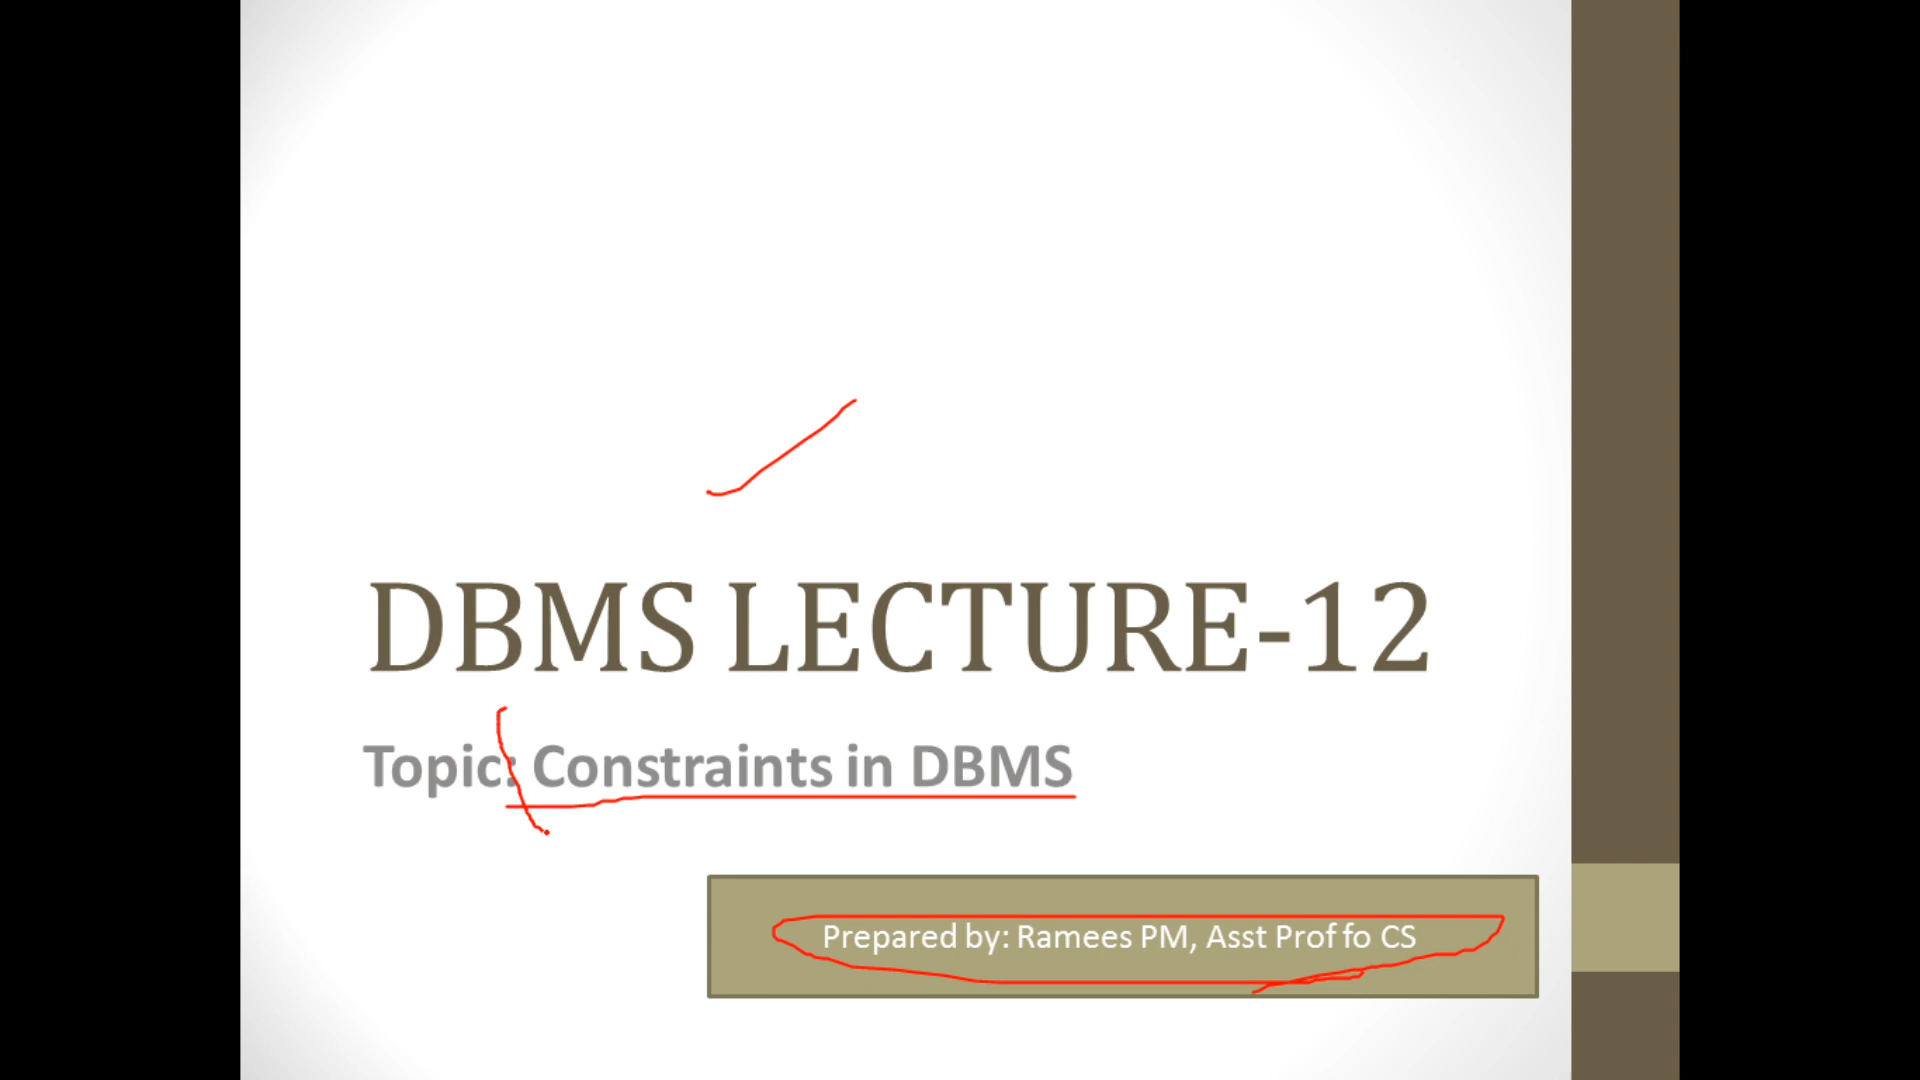 DBMS LECTURE-12
Topic: Constraints in DBMS
Prepared by: Ramees PM, Asst Prof fo CS